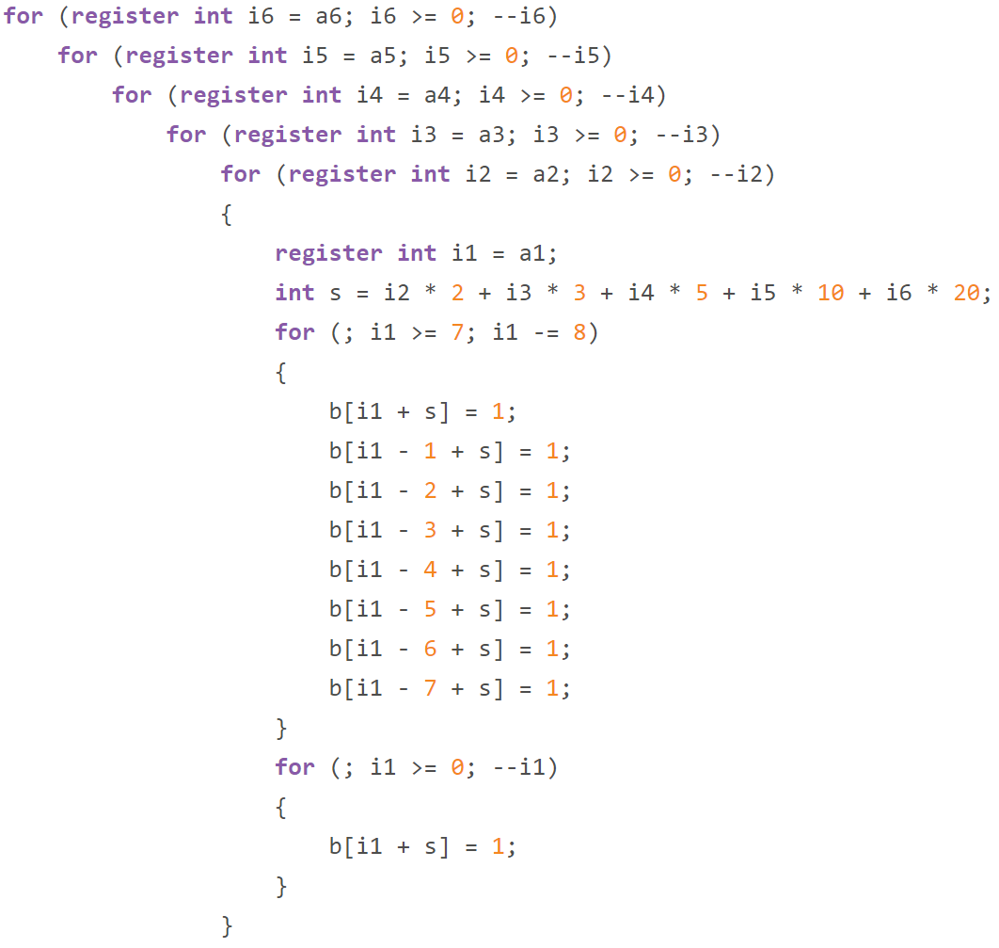 for (register int i6 = a6; i6 >= 0; --i6)
    for (register int i5 = a5; i5 >= 0; --i5)
        for (register int i4 = a4; i4 >= 0; --i4)
            for (register int i3 = a3; i3 >= 0; --i3)
                for (register int i2 = a2; i2 >= 0; --i2)
                {
                    register int i1 = a1;
                    int s = i2 * 2 + i3 * 3 + i4 * 5 + i5 * 10 + i6 * 20;
                    for (; i1 >= 7; i1 -= 8)
                    {
                        b[i1 + s] = 1;
                        b[i1 - 1 + s] = 1;
                        b[i1 - 2 + s] = 1;
                        b[i1 - 3 + s] = 1;
                        b[i1 - 4 + s] = 1;
                        b[i1 - 5 + s] = 1;
                        b[i1 - 6 + s] = 1;
                        b[i1 - 7 + s] = 1;
                    }
                    for (; i1 >= 0; --i1)
                    {
                        b[i1 + s] = 1;
                    }
                }